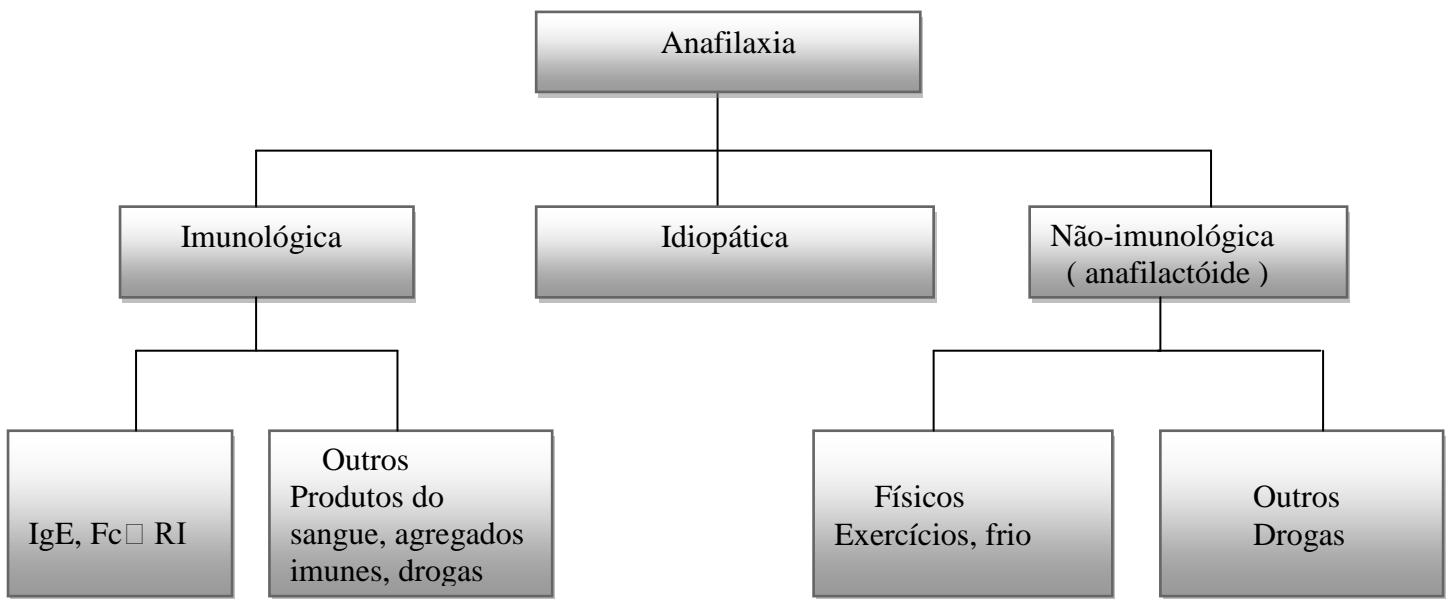 Anafilaxia
Imunológica
Idiopática
Não-imunológica
( anafilactóide )
IgE, Fc□ RI
Outros
Produtos do
sangue, agregados
imunes, drogas
Físicos
Exercícios, frio
Outros
Drogas